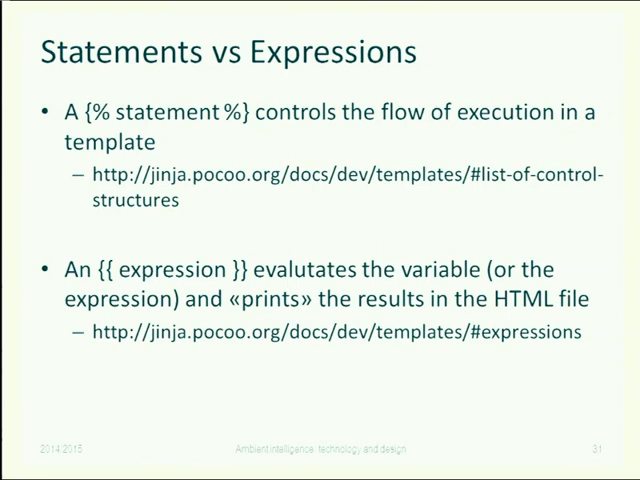 Statements vs Expressions
• A {% statement %} controls the flow of execution in a
template
– http://jinja.pocoo.org/docs/dev/templates/#list-of-control-
structures
• An {{ expression }} evalutates the variable (or the
expression) and «prints» the results in the HTML file
– http://jinja.pocoo.org/docs/dev/templates/#expressions
2014/2015 Ambient intelligence: technology and design 31